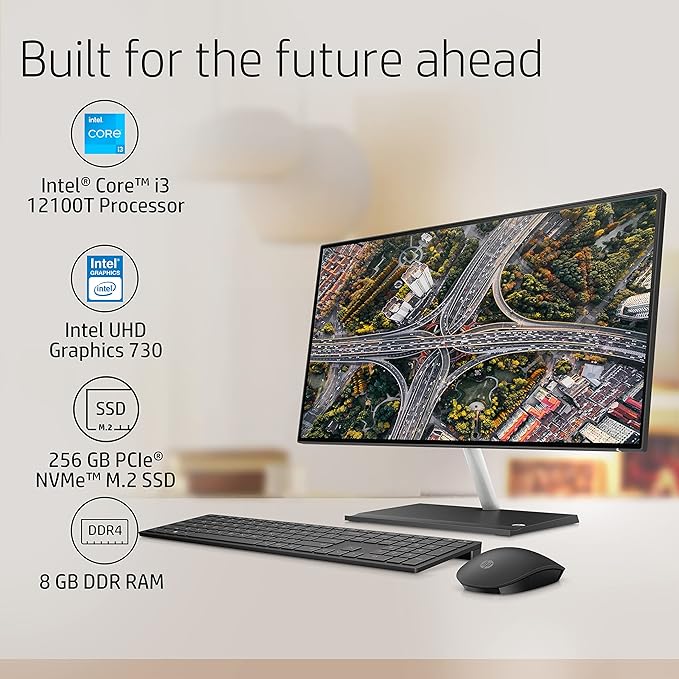 Built for the future ahead
intel
CORE
i3
Intel® Core™ i3
12100T Processor
Intel®
GRAPHICS
intel
Intel UHD
Graphics 730
SSD
M.2
256 GB PCIe®
NVMe™ M.2 SSD
DDR4
8 GB DDR RAM
hp